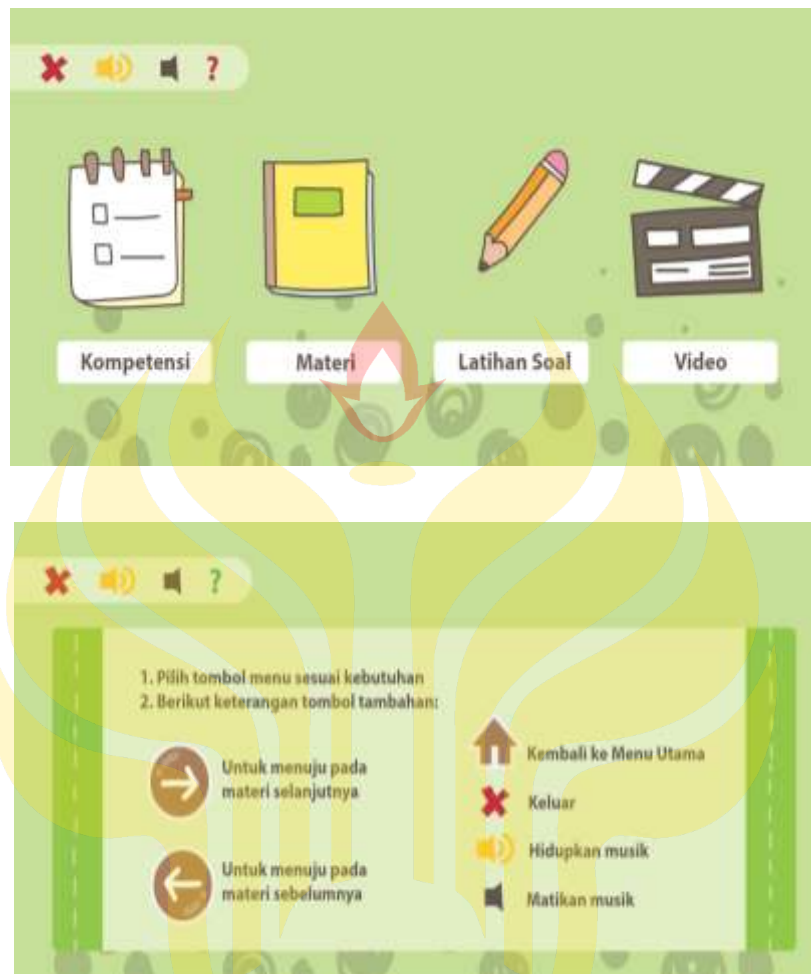 ?
Kompetensi
Materi
Latihan Soal
Video
?
1. Pilih tombol menu sesuai kebutuhan
2. Berikut keterangan tombol tambahan:
Untuk menuju pada
materi selanjutnya
Untuk menuju pada
materi sebelumnya
Kembali ke Menu Utama
Keluar
Hidupkan musik
Matikan musik